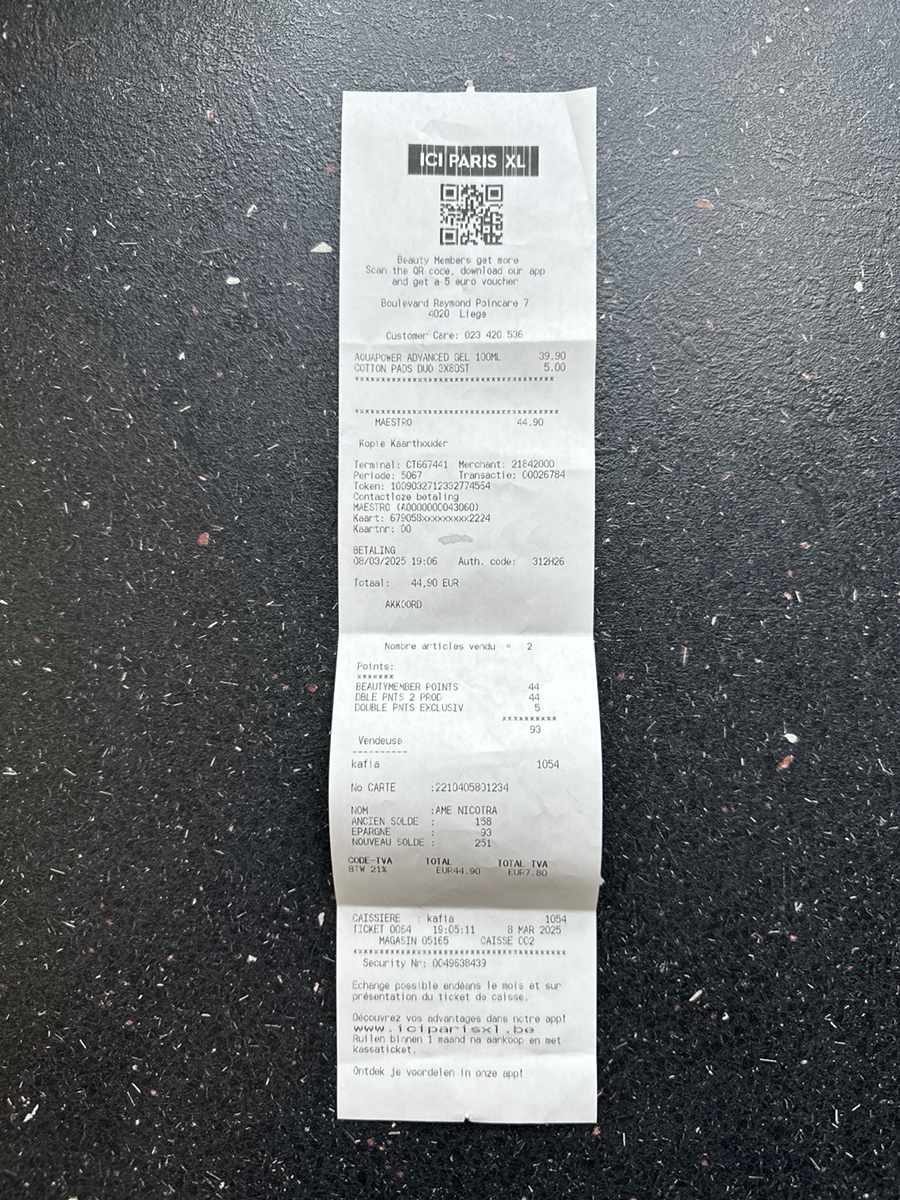 ICI PARIS XL
Beauty Members get more
Scan the QR code, download our app
and get a 5 euro voucher
Boulevard Raymond Poincare 7
4020 Liege
Customer Care: 023 420 536
AQUAPOWER ADVANCED GEL 100ML 39.90
COTTON PADS DUO 3X80ST 5.00
*********************************
**********************************
MAESTRO 44.90
Kopie Kaarthouder
Terminal: CT667441 Merchant: 21842000
Periode: 5067 Transactie: 00026784
Token: 1009032712332774554
Contactloze betaling
MAESTRO (A0000000043060)
Kaart: 679058xxxxxxxxx2224
Kaartnr: 00
BETALING
08/03/2025 19:06 Auth. code: 312H26
Totaal: 44,90 EUR
AKKOORD
Nombre articles vendu = 2
Points:
*******
BEAUTYMEMBER POINTS 44
DBLE PNTS 2 PROD 44
DOUBLE PNTS EXCLUSIV 5
**********
93
Vendeuse
----------
kafia 1054
No CARTE :2210405801234
NOM :AME NICOTRA
ANCIEN SOLDE : 158
EPARGNE : 93
NOUVEAU SOLDE : 251
CODE-TVA TOTAL TOTAL TVA
BTW 21% EUR44.90 EUR7.80
CAISSIERE : kafia 1054
TICKET 0064 19:05:11 8 MAR 2025
MAGASIN 05165 CAISSE 002
***********************************
Security Nr: 0049638439
Echange possible endéans le mois et sur
présentation du ticket de caisse.
Découvrez vos advantages dans notre app!
www.iciparisxl.be
Ruilen binnen 1 maand na aankoop en met
kassaticket.
Ontdek je voordelen in onze app!